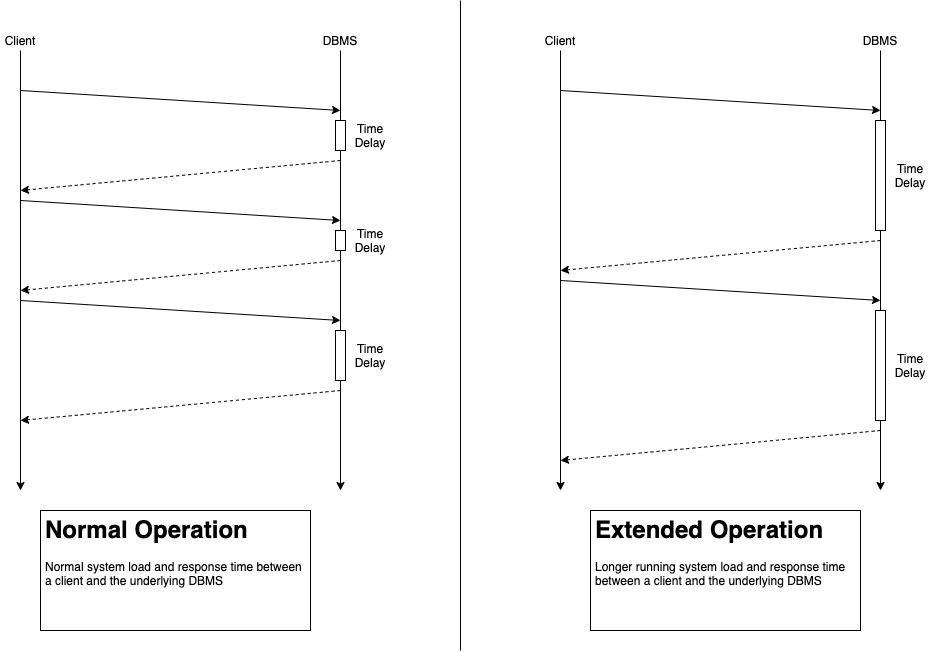 Client
DBMS
Time
Delay
Time
Delay
Time
Delay
Normal Operation
Normal system load and response time between
a client and the underlying DBMS
Client
DBMS
Time
Delay
Time
Delay
Extended Operation
Longer running system load and response time
between a client and the underlying DBMS